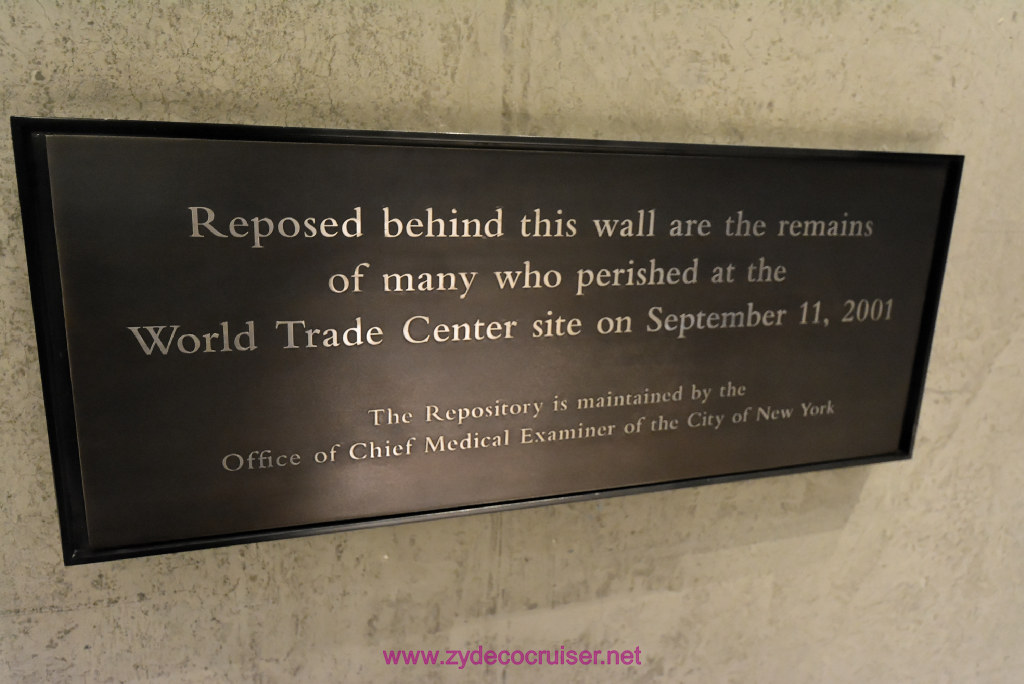 Reposed behind this wall are the remains
of many who perished at the
World Trade Center site on September 11, 2001
The Repository is maintained by the
Office of Chief Medical Examiner of the City of New York
www.zydecocruiser.net